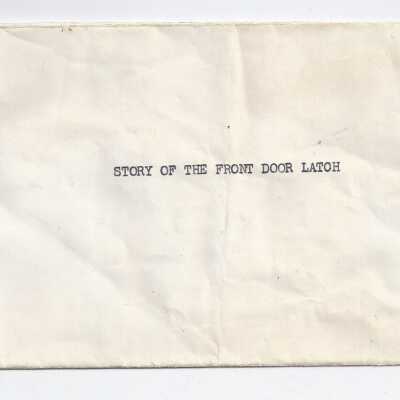 STORY OF THE FRONT DOOR LATCH